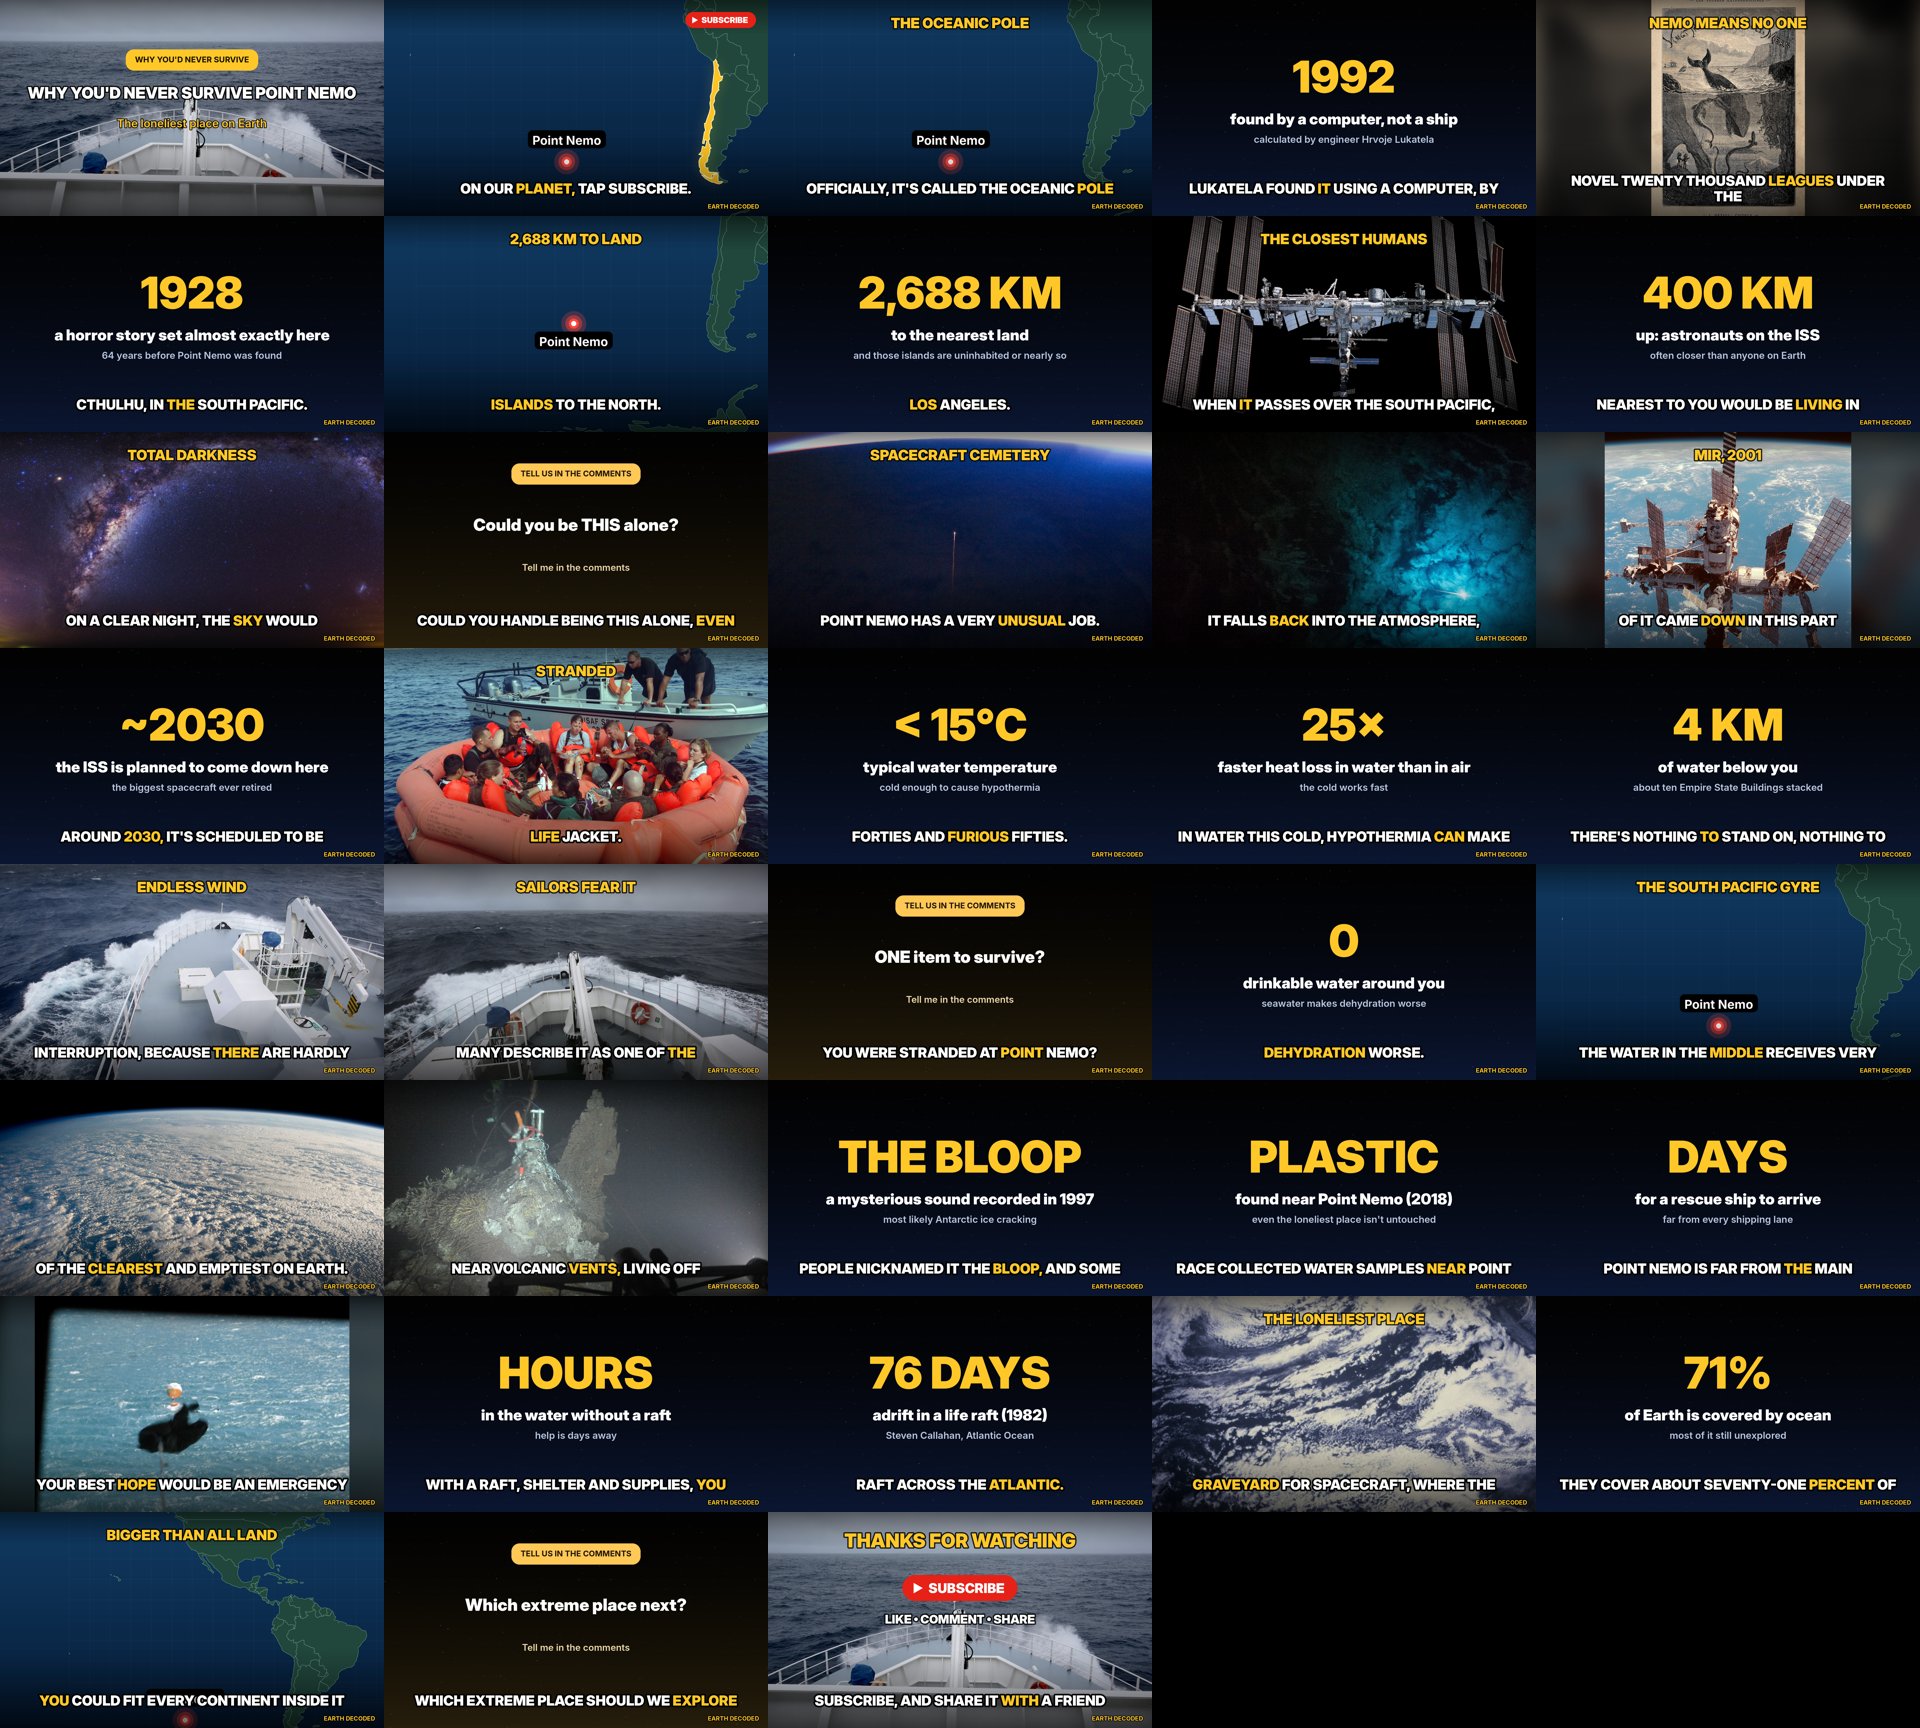 WHY YOU'D NEVER SURVIVE
WHY YOU'D NEVER SURVIVE POINT NEMO
The loneliest place on Earth
SUBSCRIBE
Point Nemo
ON OUR PLANET, TAP SUBSCRIBE.
EARTH DECODED
THE OCEANIC POLE
Point Nemo
OFFICIALLY, IT'S CALLED THE OCEANIC POLE
EARTH DECODED
1992
found by a computer, not a ship
calculated by engineer Hrvoje Lukatela
LUKATELA FOUND IT USING A COMPUTER, BY
EARTH DECODED
NEMO MEANS NO ONE
NOVEL TWENTY THOUSAND LEAGUES UNDER
THE
EARTH DECODED
1928
a horror story set almost exactly here
64 years before Point Nemo was found
CTHULHU, IN THE SOUTH PACIFIC.
EARTH DECODED
2,688 KM TO LAND
Point Nemo
ISLANDS TO THE NORTH.
EARTH DECODED
2,688 KM
to the nearest land
and those islands are uninhabited or nearly so
LOS ANGELES.
EARTH DECODED
THE CLOSEST HUMANS
WHEN IT PASSES OVER THE SOUTH PACIFIC,
EARTH DECODED
400 KM
up: astronauts on the ISS
often closer than anyone on Earth
NEAREST TO YOU WOULD BE LIVING IN
EARTH DECODED
TOTAL DARKNESS
ON A CLEAR NIGHT, THE SKY WOULD
EARTH DECODED
TELL US IN THE COMMENTS
Could you be THIS alone?
Tell me in the comments
COULD YOU HANDLE BEING THIS ALONE, EVEN
EARTH DECODED
SPACECRAFT CEMETERY
POINT NEMO HAS A VERY UNUSUAL JOB.
EARTH DECODED
IT FALLS BACK INTO THE ATMOSPHERE,
EARTH DECODED
MIR, 2001
OF IT CAME DOWN IN THIS PART
EARTH DECODED
~2030
the ISS is planned to come down here
the biggest spacecraft ever retired
AROUND 2030, IT'S SCHEDULED TO BE
EARTH DECODED
STRANDED
LIFE JACKET.
EARTH DECODED
< 15°C
typical water temperature
cold enough to cause hypothermia
FORTIES AND FURIOUS FIFTIES.
EARTH DECODED
25×
faster heat loss in water than in air
the cold works fast
IN WATER THIS COLD, HYPOTHERMIA CAN MAKE
EARTH DECODED
4 KM
of water below you
about ten Empire State Buildings stacked
THERE'S NOTHING TO STAND ON, NOTHING TO
EARTH DECODED
ENDLESS WIND
INTERRUPTION, BECAUSE THERE ARE HARDLY
EARTH DECODED
SAILORS FEAR IT
MANY DESCRIBE IT AS ONE OF THE
EARTH DECODED
TELL US IN THE COMMENTS
ONE item to survive?
Tell me in the comments
YOU WERE STRANDED AT POINT NEMO?
EARTH DECODED
0
drinkable water around you
seawater makes dehydration worse
DEHYDRATION WORSE.
EARTH DECODED
THE SOUTH PACIFIC GYRE
Point Nemo
THE WATER IN THE MIDDLE RECEIVES VERY
EARTH DECODED
OF THE CLEAREST AND EMPTIEST ON EARTH.
EARTH DECODED
NEAR VOLCANIC VENTS, LIVING OFF
EARTH DECODED
THE BLOOP
a mysterious sound recorded in 1997
most likely Antarctic ice cracking
PEOPLE NICKNAMED IT THE BLOOP, AND SOME
EARTH DECODED
PLASTIC
found near Point Nemo (2018)
even the loneliest place isn't untouched
RACE COLLECTED WATER SAMPLES NEAR POINT
EARTH DECODED
DAYS
for a rescue ship to arrive
far from every shipping lane
POINT NEMO IS FAR FROM THE MAIN
EARTH DECODED
YOUR BEST HOPE WOULD BE AN EMERGENCY
EARTH DECODED
HOURS
in the water without a raft
help is days away
WITH A RAFT, SHELTER AND SUPPLIES, YOU
EARTH DECODED
76 DAYS
adrift in a life raft (1982)
Steven Callahan, Atlantic Ocean
RAFT ACROSS THE ATLANTIC.
EARTH DECODED
THE LONELIEST PLACE
GRAVEYARD FOR SPACECRAFT, WHERE THE
EARTH DECODED
71%
of Earth is covered by ocean
most of it still unexplored
THEY COVER ABOUT SEVENTY-ONE PERCENT OF
EARTH DECODED
BIGGER THAN ALL LAND
YOU COULD FIT EVERY CONTINENT INSIDE IT
EARTH DECODED
TELL US IN THE COMMENTS
Which extreme place next?
Tell me in the comments
WHICH EXTREME PLACE SHOULD WE EXPLORE
EARTH DECODED
THANKS FOR WATCHING
SUBSCRIBE
LIKE • COMMENT • SHARE
SUBSCRIBE, AND SHARE IT WITH A FRIEND
EARTH DECODED